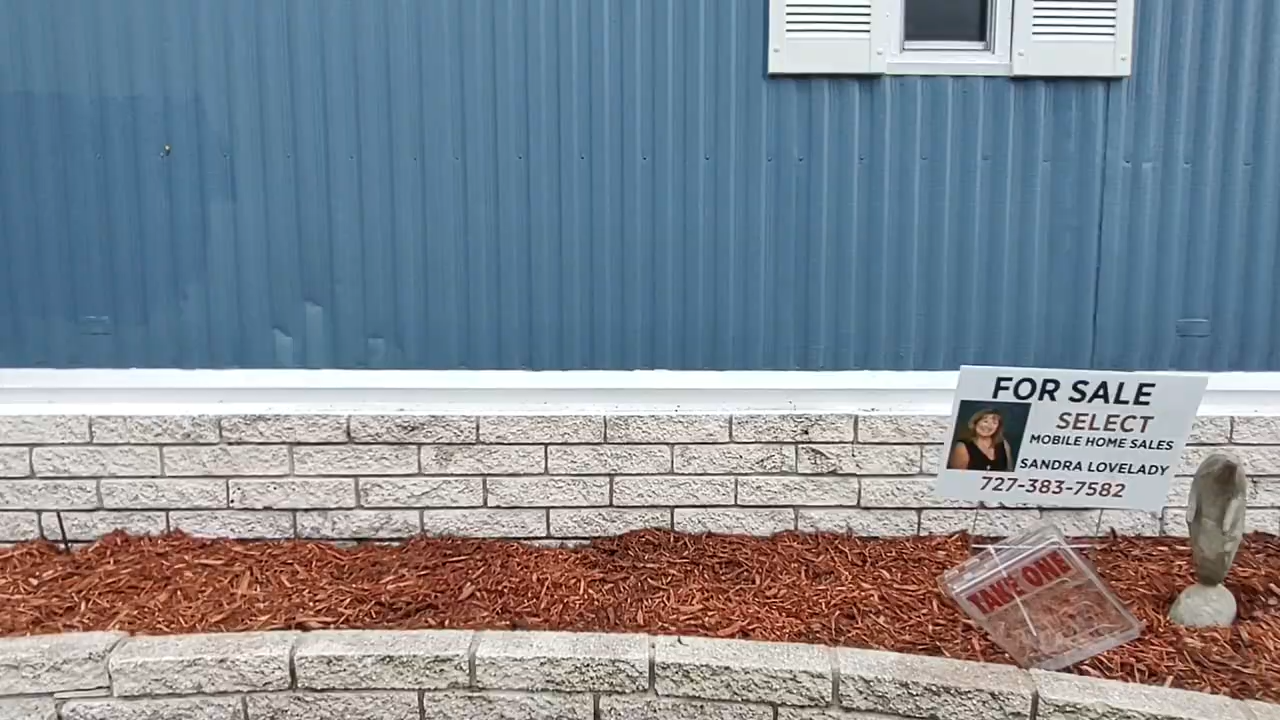 FOR SALE
SELECT
MOBILE HOME SALES
SANDRA LOVELADY
727-383-7582
TAKE ONE